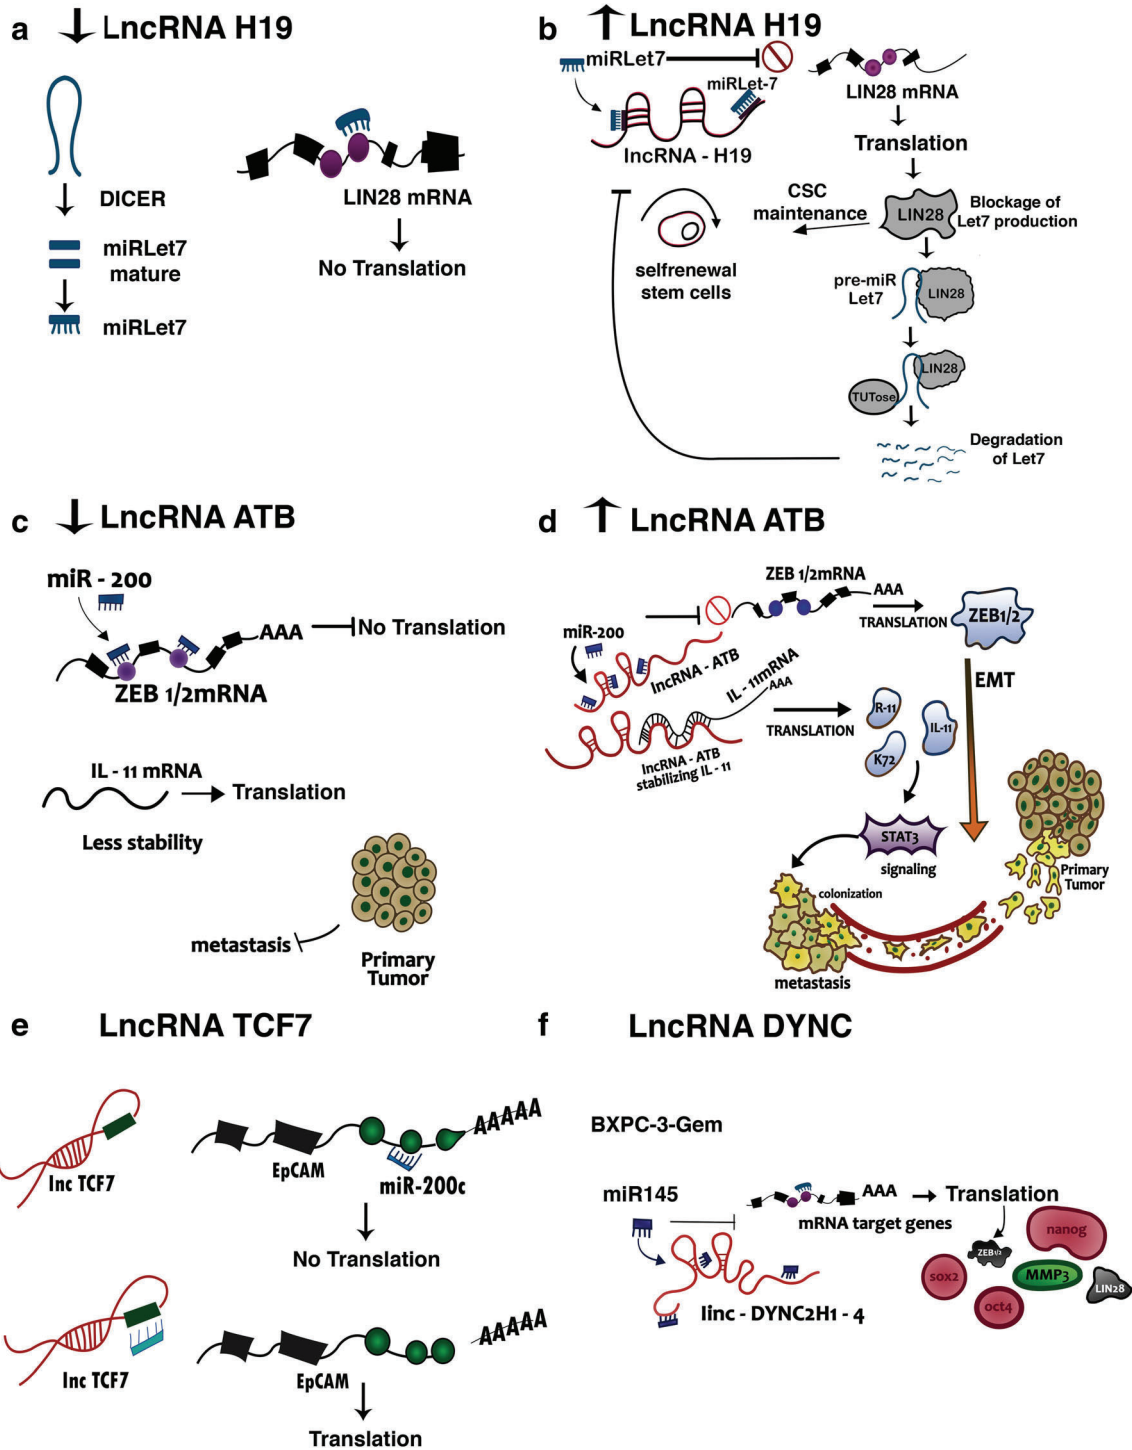 a
LncRNA H19
DICER
miRLet7
mature
miRLet7
LIN28 mRNA
No Translation
b
LncRNA H19
miRLet7
miRLet-7
lncRNA - H19
LIN28 mRNA
Translation
CSC
maintenance
LIN28
Blockage of
Let7 production
selfrenewal
stem cells
pre-miR
Let7
LIN28
LIN28
TUTose
Degradation
of Let7
c
LncRNA ATB
miR - 200
AAA
No Translation
ZEB 1/2mRNA
IL - 11 mRNA
Translation
Less stability
metastasis
Primary
Tumor
d
LncRNA ATB
ZEB 1/2mRNA
AAA
TRANSLATION
ZEB1/2
miR-200
lncRNA - ATB
EMT
IL - 11mRNA
AAA
TRANSLATION
R-11
IL-11
K72
lncRNA - ATB
stabilizing IL - 11
STAT3
signaling
colonization
Primary
Tumor
metastasis
e
LncRNA TCF7
lnc TCF7
EpCAM
AAAAA
miR-200c
No Translation
lnc TCF7
EpCAM
AAAAA
Translation
f
LncRNA DYNC
BXPC-3-Gem
miR145
AAA
Translation
mRNA target genes
linc - DYNC2H1 - 4
ZEB1/2
nanog
sox2
MMP3
LIN28
oct4